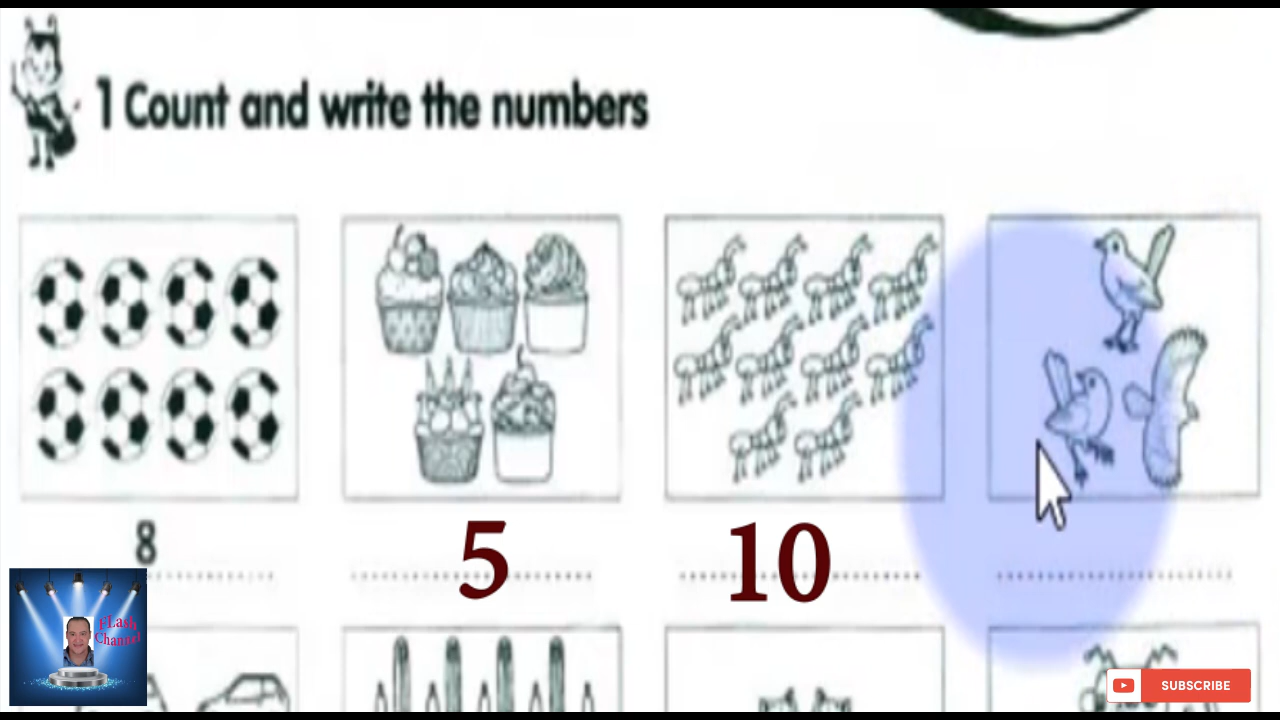 1 Count and write the numbers
8
5
10
FLash
Channel
SUBSCRIBE